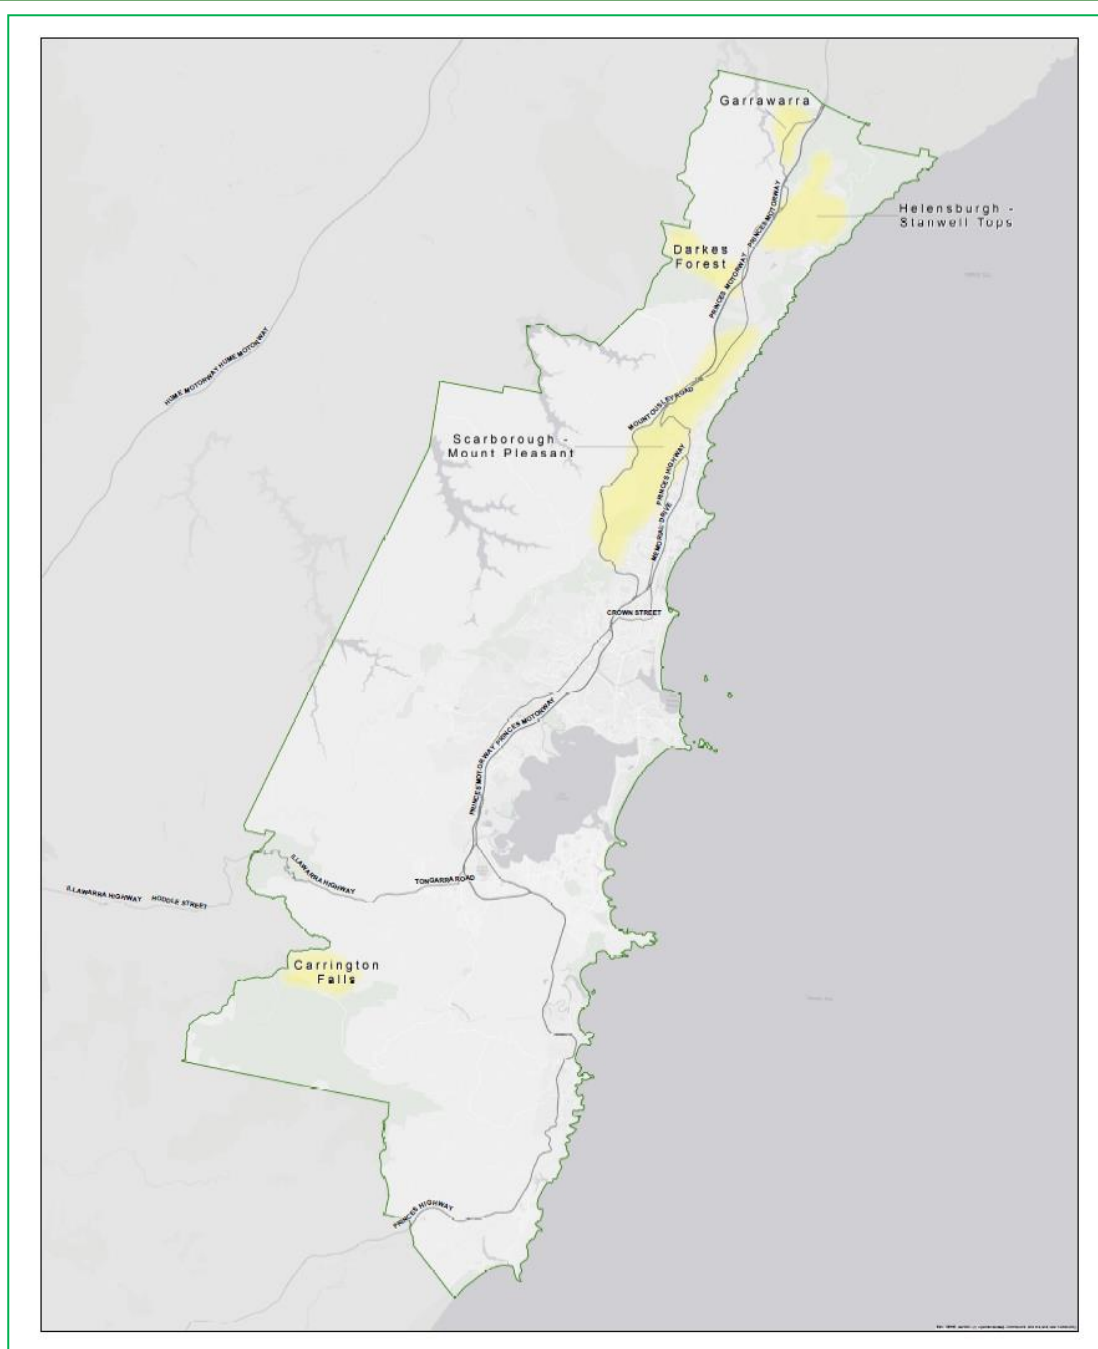 Garrawarra
Helensburgh -
Stanwell Tops
Darkes
Forest
PRINCES MOTORWAY PRINCES MOTORWAY
HOME MOTORWAY HOME MOTORWAY
MOUNT OUSLEY ROAD
Scarborough -
Mount Pleasant
PRINCES HIGHWAY
MEMORIAL DRIVE
CROWN STREET
PRINCES MOTORWAY PRINCES MOTORWAY
ILLAWARRA HIGHWAY
TONGARRA ROAD
ILLAWARRA HIGHWAY HODDLE STREET
Carrington
Falls
PRINCES HIGHWAY